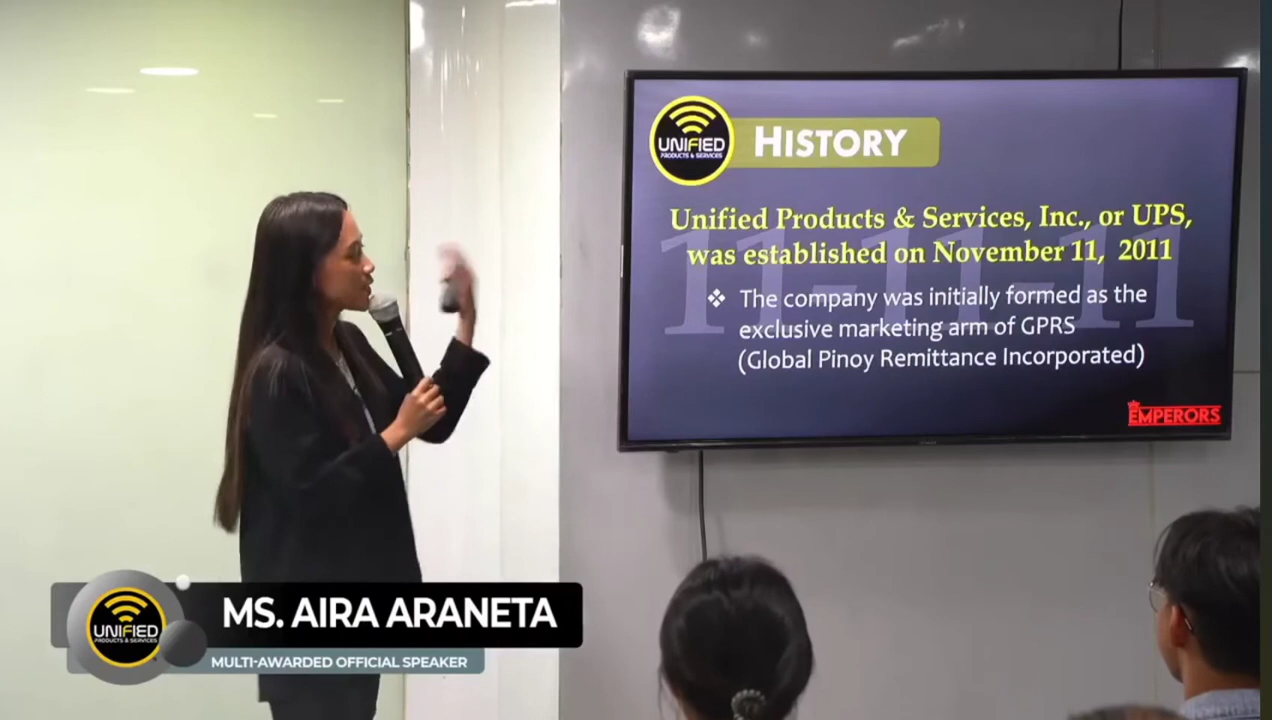 UNIFIED
PRODUCTS & SERVICES
HISTORY
11-11-11
Unified Products & Services, Inc., or UPS,
was established on November 11, 2011
❖ The company was initially formed as the
exclusive marketing arm of GPRS
(Global Pinoy Remittance Incorporated)
EMPERORS
UNIFIED
PRODUCTS & SERVICES
MS. AIRA ARANETA
MULTI-AWARDED OFFICIAL SPEAKER